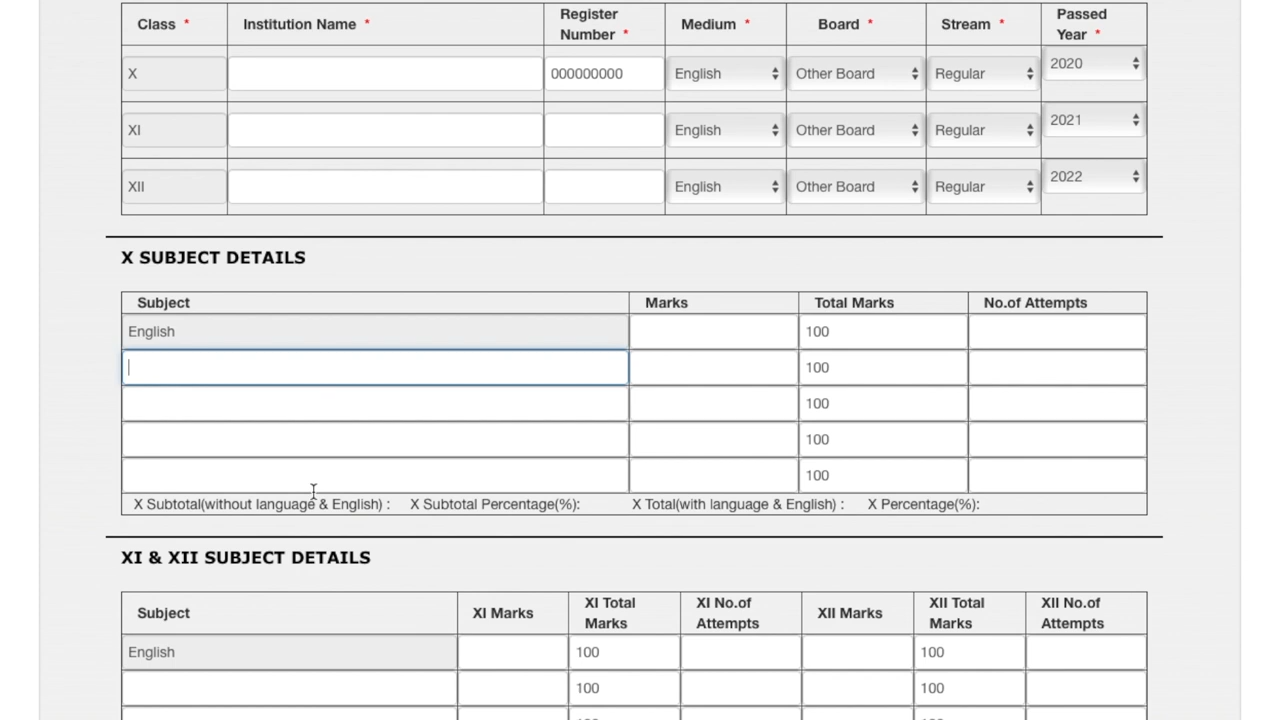 Class * Institution Name * Register Number * Medium * Board * Stream * Passed Year *
X 000000000 English Other Board Regular 2020
XI English Other Board Regular 2021
XII English Other Board Regular 2022
X SUBJECT DETAILS
Subject Marks Total Marks No.of Attempts
English 100
100
100
100
100
X Subtotal(without language & English) : X Subtotal Percentage(%): X Total(with language & English) : X Percentage(%):
XI & XII SUBJECT DETAILS
Subject XI Marks XI Total Marks XI No.of Attempts XII Marks XII Total Marks XII No.of Attempts
English 100 100
100 100